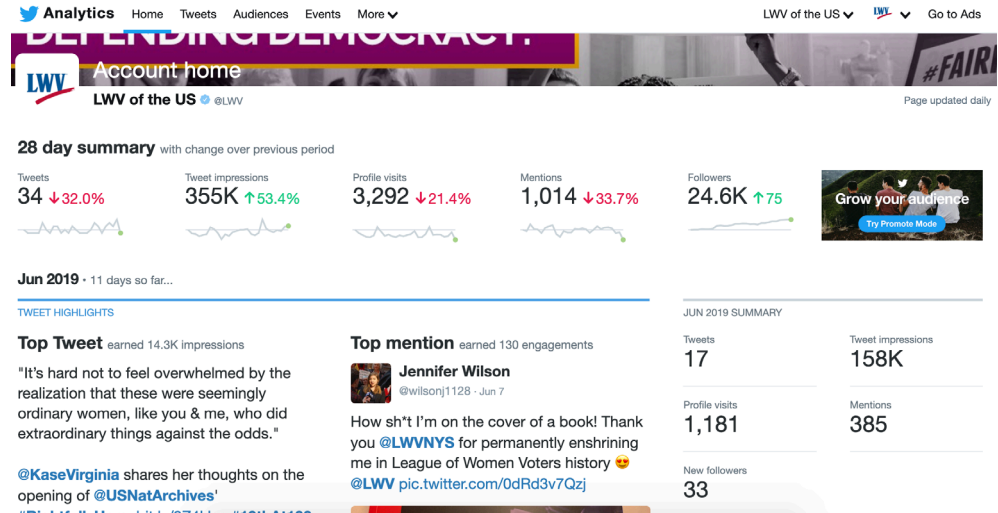 Analytics Home Tweets Audiences Events More LWV of the US LWV Go to Ads
DEFENDING DEMOCRACY!
#FAIR
LWV
Account home
LWV of the US @LWV
Page updated daily
28 day summary with change over previous period
Tweets
34 ↓32.0%
Tweet impressions
355K ↑53.4%
Profile visits
3,292 ↓21.4%
Mentions
1,014 ↓33.7%
Followers
24.6K ↑75
Grow your audience
Try Promote Mode
Jun 2019 • 11 days so far...
TWEET HIGHLIGHTS
Top Tweet earned 14.3K impressions
"It's hard not to feel overwhelmed by the
realization that these were seemingly
ordinary women, like you & me, who did
extraordinary things against the odds."
@KaseVirginia shares her thoughts on the
opening of @USNatArchives'
Top mention earned 130 engagements
Jennifer Wilson
@wilsonj1128 · Jun 7
How sh*t I'm on the cover of a book! Thank
you @LWVNYS for permanently enshrining
me in League of Women Voters history 😍
@LWV pic.twitter.com/0dRd3v7Qzj
JUN 2019 SUMMARY
Tweets
17
Tweet impressions
158K
Profile visits
1,181
Mentions
385
New followers
33